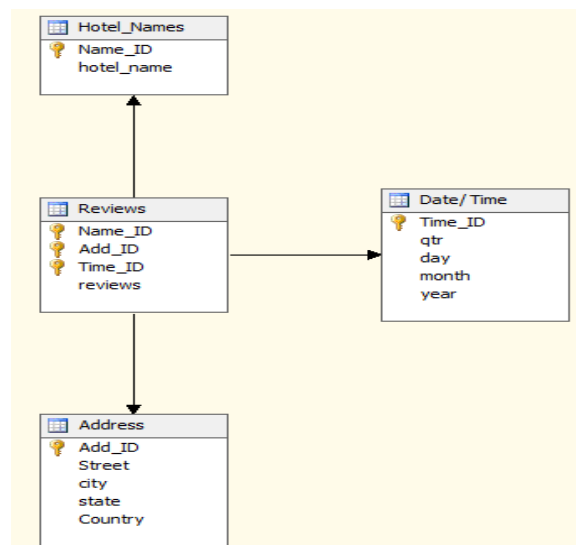 Hotel_Names
Name_ID
hotel_name
Reviews
Name_ID
Add_ID
Time_ID
reviews
Date/ Time
Time_ID
qtr
day
month
year
Address
Add_ID
Street
city
state
Country